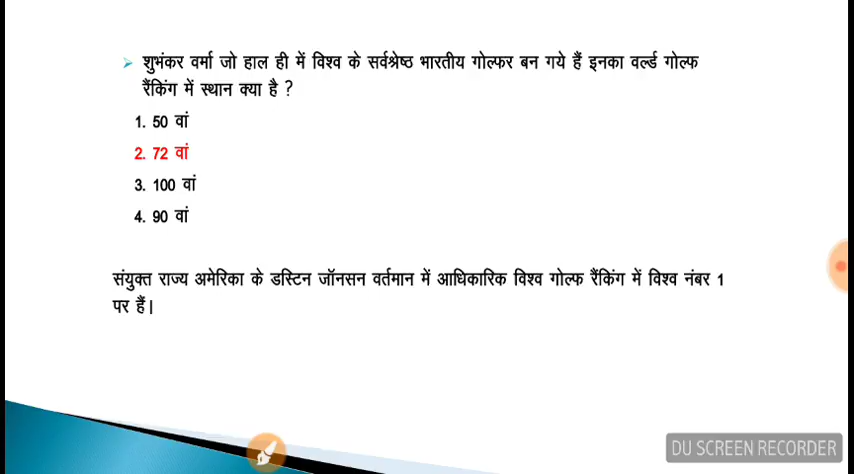 शुभंकर वर्मा जो हाल ही में विश्व के सर्वश्रेष्ठ भारतीय गोल्फर बन गये हैं इनका वर्ल्ड गोल्फ
रैंकिंग में स्थान क्या है ?
1. 50 वां
2. 72 वां
3. 100 वां
4. 90 वां
संयुक्त राज्य अमेरिका के डस्टिन जॉनसन वर्तमान में आधिकारिक विश्व गोल्फ रैंकिंग में विश्व नंबर 1
पर हैं।
DU SCREEN RECORDER